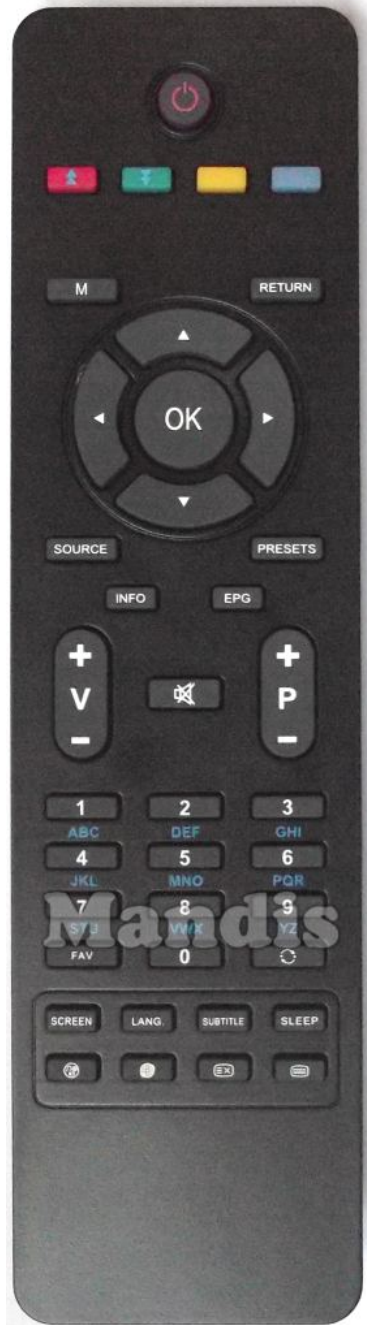 M RETURN
OK
SOURCE PRESETS
INFO EPG
+ +
V P
- -
1 2 3
ABC DEF GHI
4 5 6
JKL MNO PQR
7 8 9
STU VWX YZ
Mandis
FAV 0
SCREEN LANG. SUBTITLE SLEEP